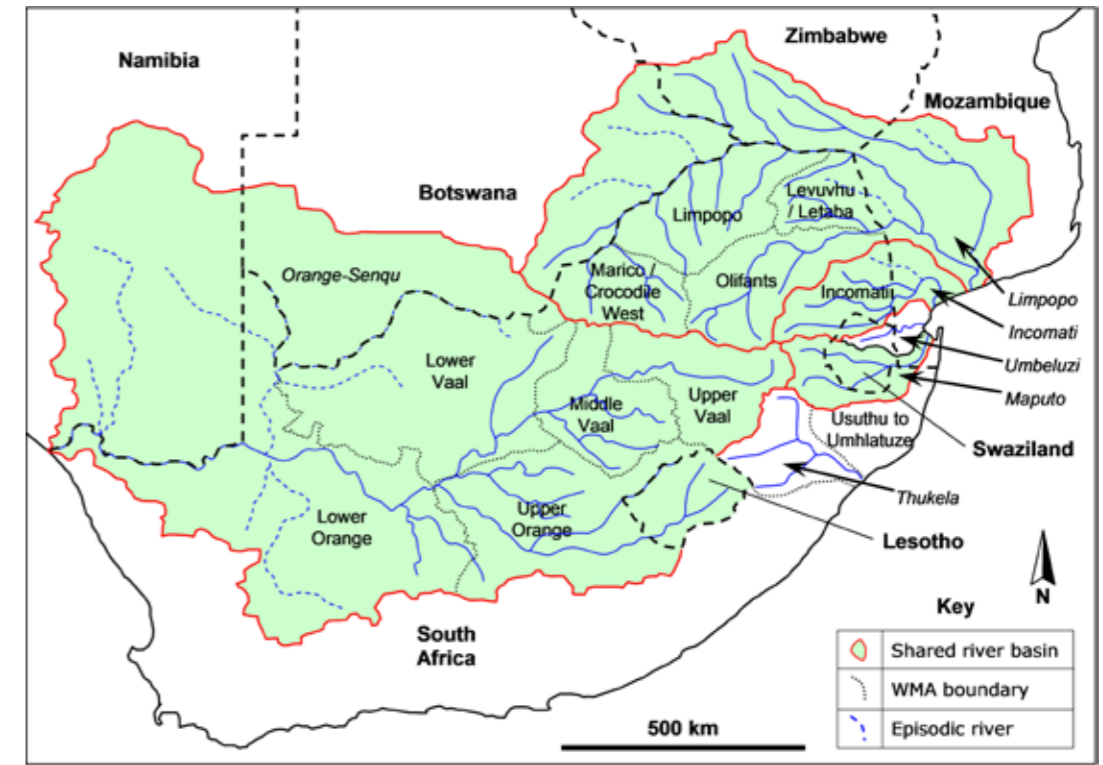 Zimbabwe
Namibia
Mozambique
Botswana
Levuvhu
/ Letaba
Limpopo
Orange-Senqu
Marico /
Crocodile
West
Olifants
Incomati
Limpopo
Incomati
Lower
Vaal
Umbeluzi
Middle
Vaal
Upper
Vaal
Maputo
Usuthu to
Umhlatuze
Swaziland
Thukela
Lower
Orange
Upper
Orange
Lesotho
N
South
Africa
Key
Shared river basin
WMA boundary
Episodic river
500 km